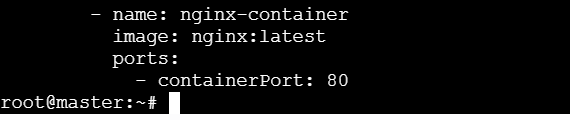 - name: nginx-container
image: nginx:latest
ports:
- containerPort: 80
root@master:~#